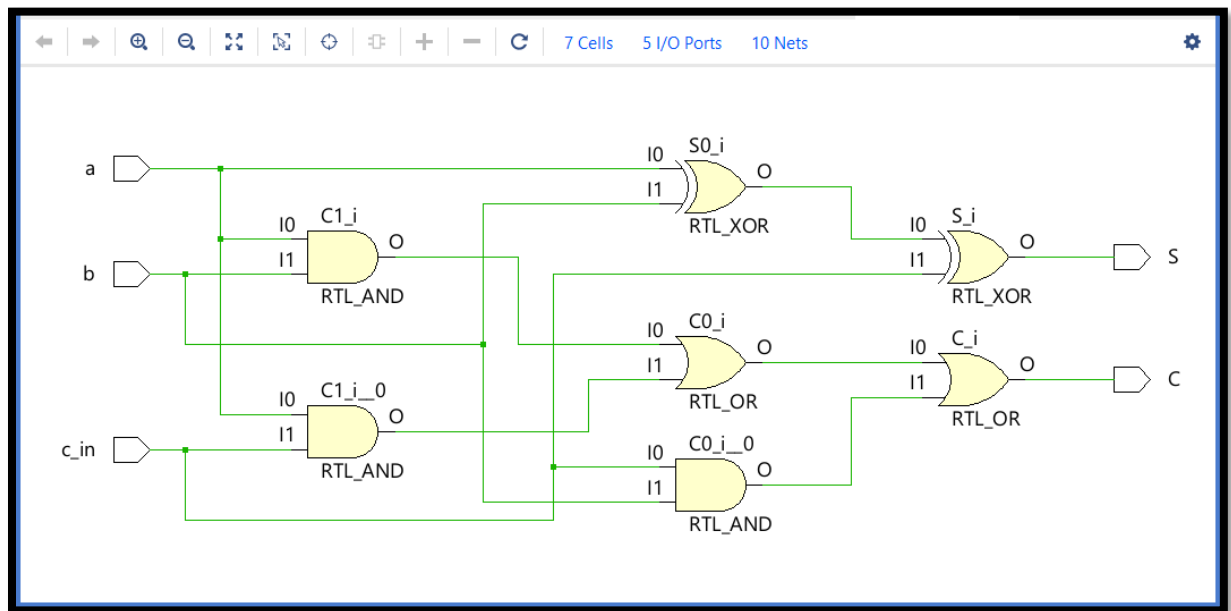 7 Cells 5 I/O Ports 10 Nets
S0_i
I0 O
a
I1
C1_i
RTL_XOR
S_i
I0 O
I0 O
b
I1
I1
S
RTL_AND
RTL_XOR
C0_i
I0 O
C_i
I0 O
C1_i__0
I1
I1
C
I0 O
RTL_OR
RTL_OR
I1
c_in
C0_i__0
I0 O
RTL_AND
I1
RTL_AND